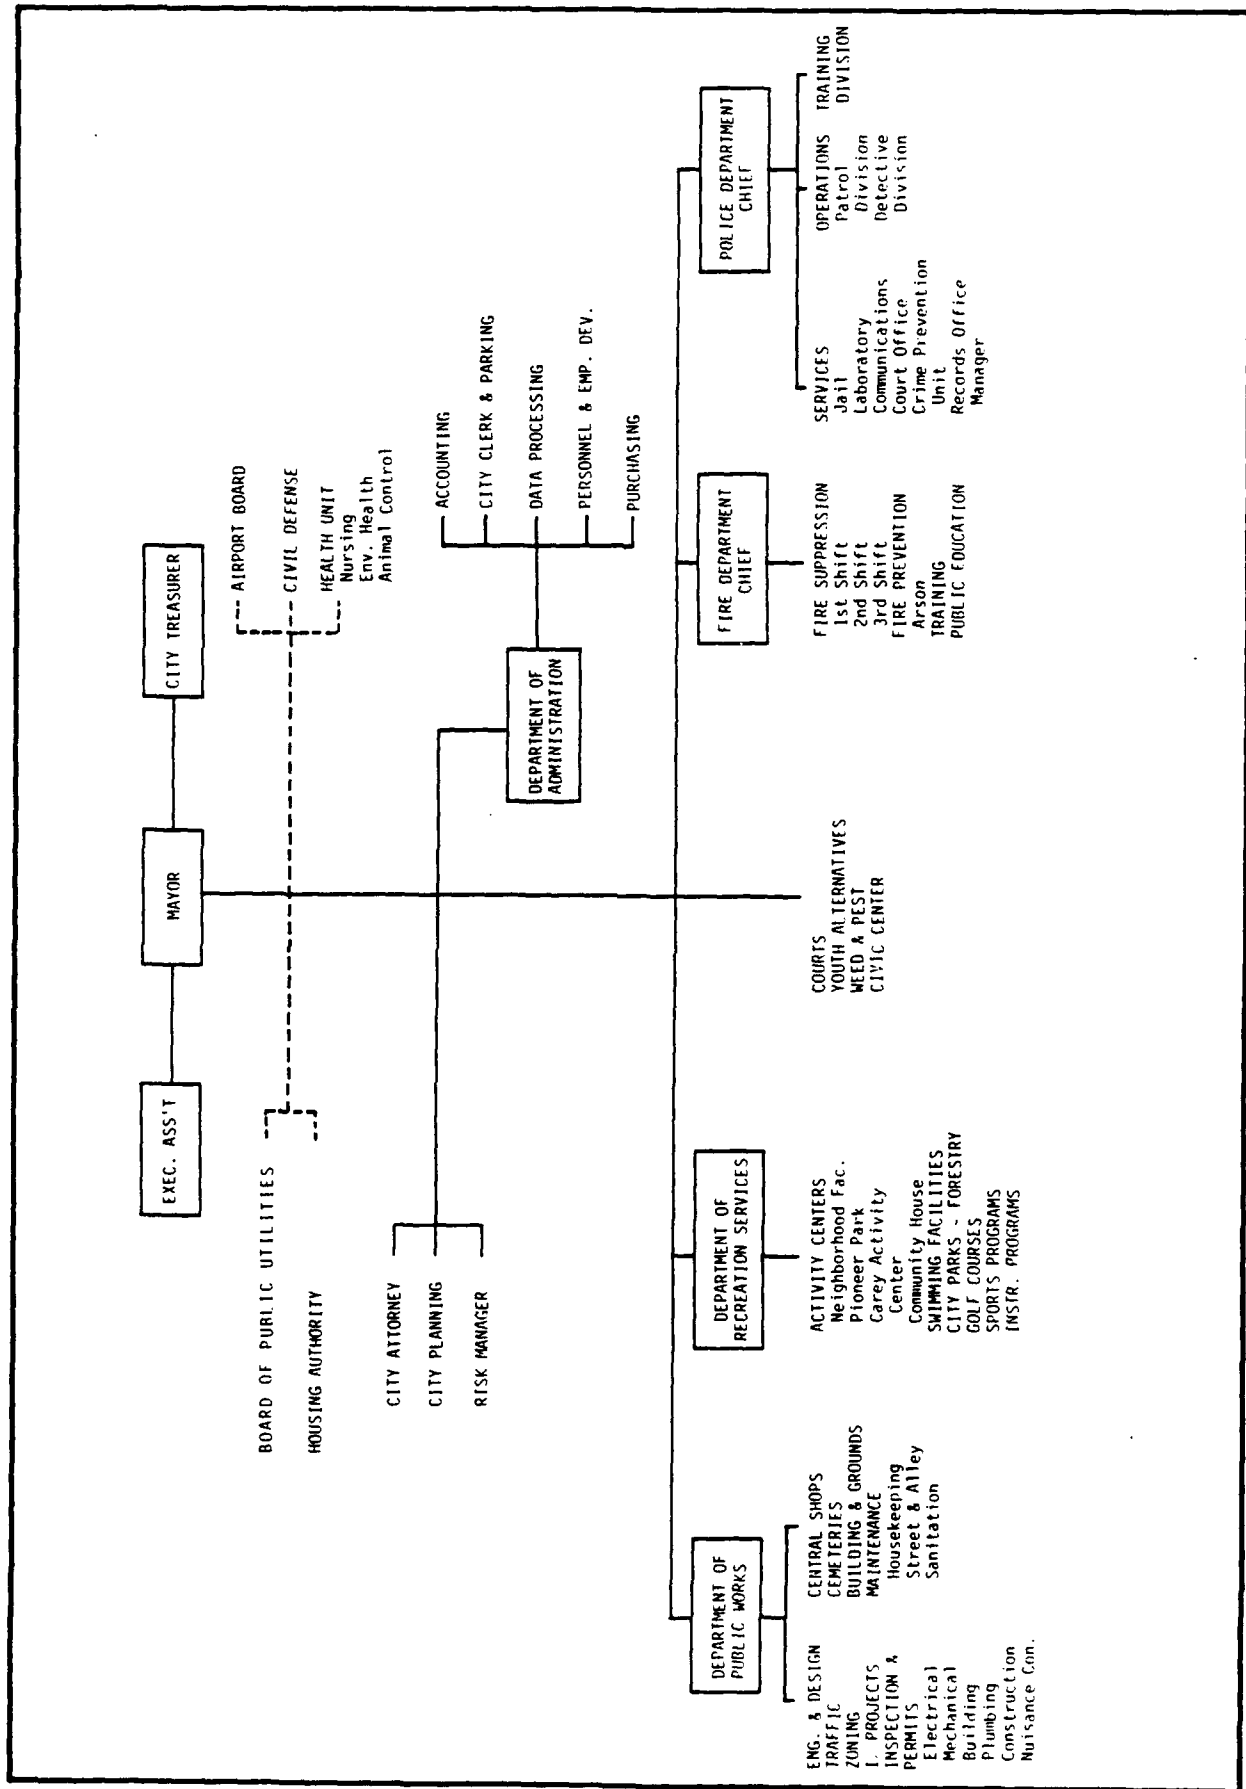 EXEC. ASS'T
MAYOR
CITY TREASURER
BOARD OF PUBLIC UTILITIES
HOUSING AUTHORITY
AIRPORT BOARD
CIVIL DEFENSE
HEALTH UNIT
Nursing
Env. Health
Animal Control
CITY ATTORNEY
CITY PLANNING
RISK MANAGER
DEPARTMENT OF
ADMINISTRATION
ACCOUNTING
CITY CLERK & PARKING
DATA PROCESSING
PERSONNEL & EMP. DEV.
PURCHASING
DEPARTMENT OF
PUBLIC WORKS
ENG. & DESIGN
TRAFFIC
ZONING
I. PROJECTS
INSPECTION &
PERMITS
Electrical
Mechanical
Building
Plumbing
Construction
Nuisance Con.
CENTRAL SHOPS
CEMETERIES
BUILDING & GROUNDS
MAINTENANCE
Housekeeping
Street & Alley
Sanitation
DEPARTMENT OF
RECREATION SERVICES
ACTIVITY CENTERS
Neighborhood Fac.
Pioneer Park
Carey Activity
Center
Community House
SWIMMING FACILITIES
CITY PARKS - FORESTRY
GOLF COURSES
SPORTS PROGRAMS
INSTR. PROGRAMS
COURTS
YOUTH ALTERNATIVES
WEED & PEST
CIVIC CENTER
FIRE DEPARTMENT
CHIEF
FIRE SUPPRESSION
1st Shift
2nd Shift
3rd Shift
FIRE PREVENTION
Arson
TRAINING
PUBLIC EDUCATION
POLICE DEPARTMENT
CHIEF
SERVICES
Jail
Laboratory
Communications
Court Office
Crime Prevention
Unit
Records Office
Manager
OPERATIONS
Patrol
Division
Detective
Division
TRAINING
DIVISION